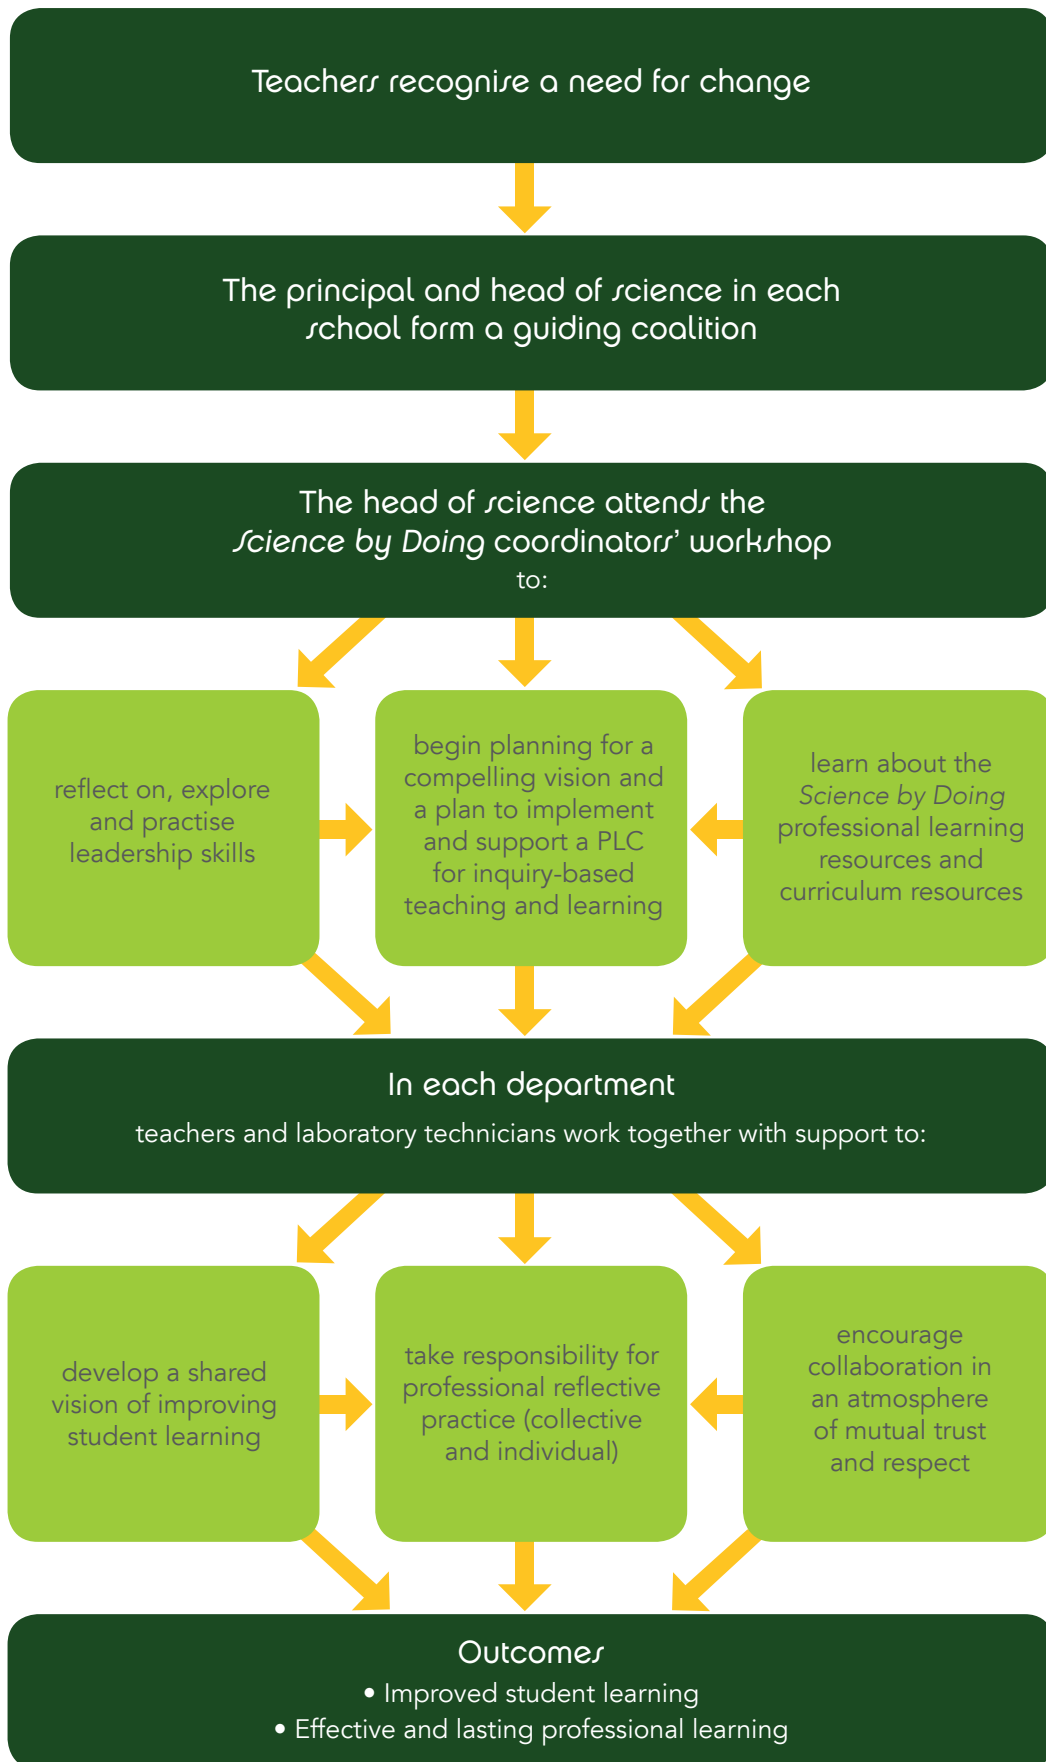 Teachers recognise a need for change
The principal and head of science in each
school form a guiding coalition
The head of science attends the
Science by Doing coordinators’ workshop
to:
reflect on, explore
and practise
leadership skills
begin planning for a
compelling vision and
a plan to implement
and support a PLC
for inquiry-based
teaching and learning
learn about the
Science by Doing
professional learning
resources and
curriculum resources
In each department
teachers and laboratory technicians work together with support to:
develop a shared
vision of improving
student learning
take responsibility for
professional reflective
practice (collective
and individual)
encourage
collaboration in
an atmosphere
of mutual trust
and respect
Outcomes
• Improved student learning
• Effective and lasting professional learning